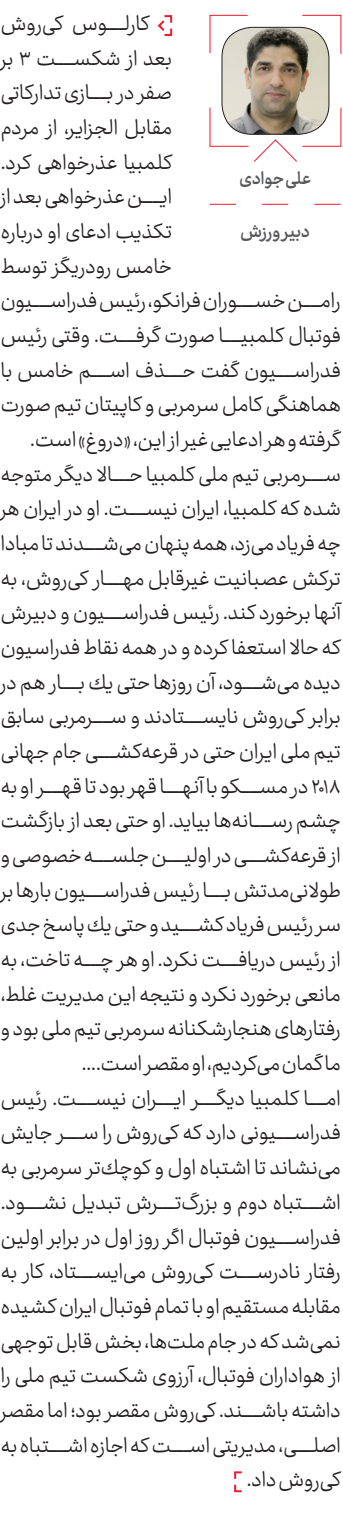 کارلوس کی‌روش
بعد از شکست ۳ بر
صفر در بازی تدارکاتی
مقابل الجزایر، از مردم
کلمبیا عذرخواهی کرد.
این عذرخواهی بعد از
تکذیب ادعای او درباره
خامس رودریگز توسط
علی جوادی
دبیر ورزش
رامن خسوران فرانکو، رئیس فدراسیون
فوتبال کلمبیا صورت گرفت. وقتی رئیس
فدراسیون گفت حذف اسم خامس با
هماهنگی کامل سرمربی و کاپیتان تیم صورت
گرفته و هر ادعایی غیر از این، «دروغ» است.
سرمربی تیم ملی کلمبیا حالا دیگر متوجه
شده که کلمبیا، ایران نیست. او در ایران هر
چه فریاد می‌زد، همه پنهان می‌شدند تا مبادا
ترکش عصبانیت غیرقابل مهار کی‌روش، به
آنها برخورد کند. رئیس فدراسیون و دبیرش
که حالا استعفا کرده و در همه نقاط فدراسیون
دیده می‌شود، آن روزها حتی یك بار هم در
برابر کی‌روش نایستادند و سرمربی سابق
تیم ملی ایران حتی در قرعه‌کشی جام جهانی
۲۰۱۸ در مسکو با آنها قهر بود تا قهر او به
چشم رسانه‌ها بیاید. او حتی بعد از بازگشت
از قرعه‌کشی در اولین جلسه خصوصی و
طولانی‌مدتش با رئیس فدراسیون بارها بر
سر رئیس فریاد کشید و حتی یك پاسخ جدی
از رئیس دریافت نکرد. او هر چه تاخت، به
مانعی برخورد نکرد و نتیجه این مدیریت غلط،
رفتارهای هنجارشکنانه سرمربی تیم ملی بود و
ما گمان می‌کردیم، او مقصر است....
اما کلمبیا دیگر ایران نیست. رئیس
فدراسیونی دارد که کی‌روش را سر جایش
می‌نشاند تا اشتباه اول و کوچك‌تر سرمربی به
اشتباه دوم و بزرگ‌ترش تبدیل نشود.
فدراسیون فوتبال اگر روز اول در برابر اولین
رفتار نادرست کی‌روش می‌ایستاد، کار به
مقابله مستقیم او با تمام فوتبال ایران کشیده
نمی‌شد که در جام ملت‌ها، بخش قابل توجهی
از هواداران فوتبال، آرزوی شکست تیم ملی را
داشته باشند. کی‌روش مقصر بود؛ اما مقصر
اصلی، مدیریتی است که اجازه اشتباه به
کی‌روش داد.